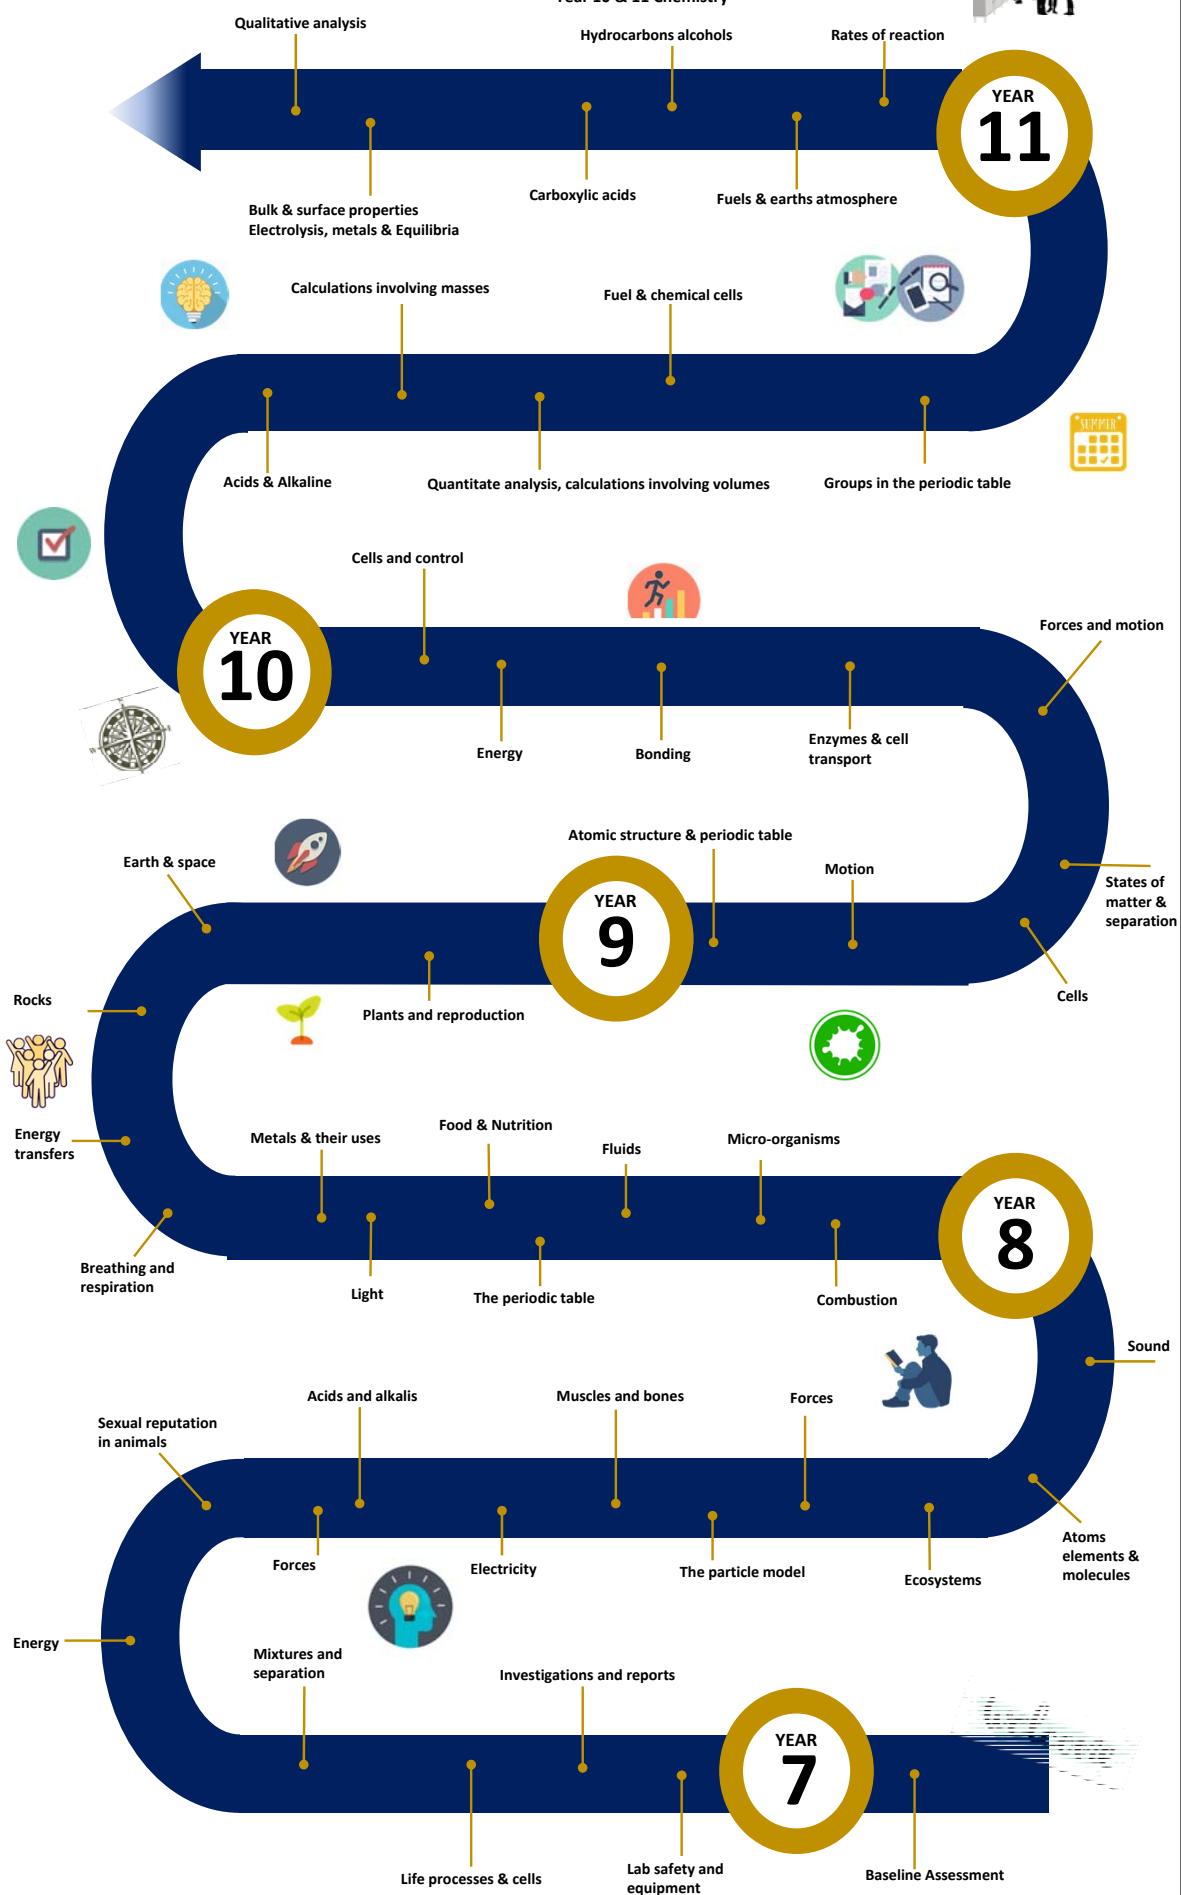 Year 10 & 11 Chemistry
Qualitative analysis
Hydrocarbons alcohols
Rates of reaction
YEAR
11
Carboxylic acids
Fuels & earths atmosphere
Bulk & surface properties
Electrolysis, metals & Equilibria
Calculations involving masses
Fuel & chemical cells
SUMMER
Acids & Alkaline
Quantitate analysis, calculations involving volumes
Groups in the periodic table
Cells and control
Forces and motion
YEAR
10
Energy
Bonding
Enzymes & cell
transport
Atomic structure & periodic table
Earth & space
Motion
States of
matter &
separation
YEAR
9
Cells
Rocks
Plants and reproduction
Energy
transfers
Metals & their uses
Food & Nutrition
Fluids
Micro-organisms
YEAR
8
Breathing and
respiration
Light
The periodic table
Combustion
Sound
Acids and alkalis
Muscles and bones
Forces
Sexual reputation
in animals
Forces
Electricity
The particle model
Ecosystems
Atoms
elements &
molecules
Energy
Mixtures and
separation
Investigations and reports
YEAR
7
Life processes & cells
Lab safety and
equipment
Baseline Assessment